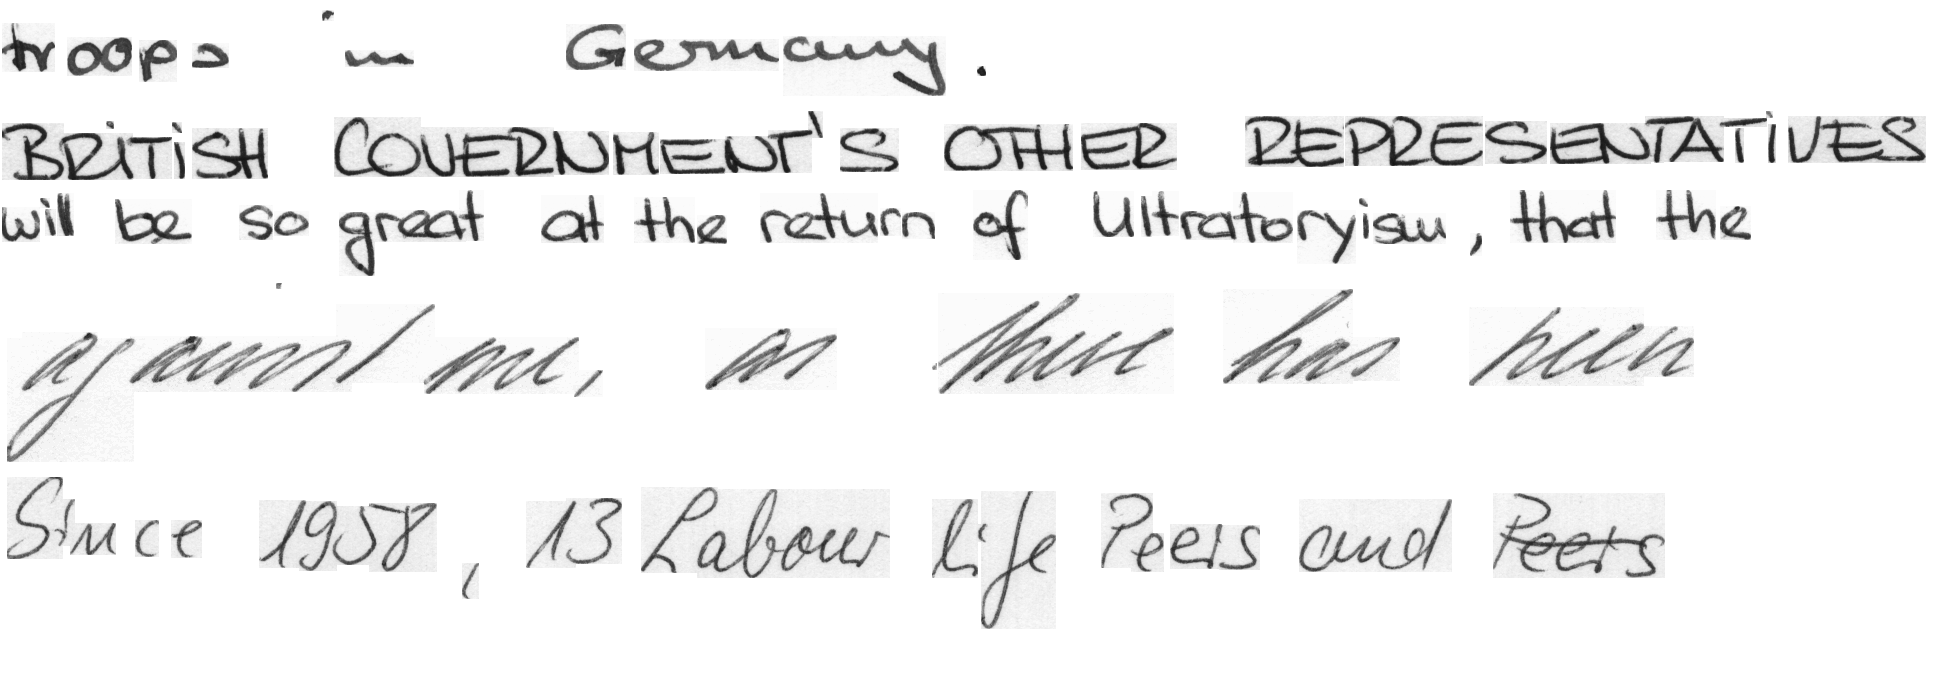 troops in Germany.
BRITISH GOVERNMENT'S OTHER REPRESENTATIVES
will be so great at the return of Ultratoryism, that the
against me, as there has been
Since 1958, 13 Labour life Peers and Peers